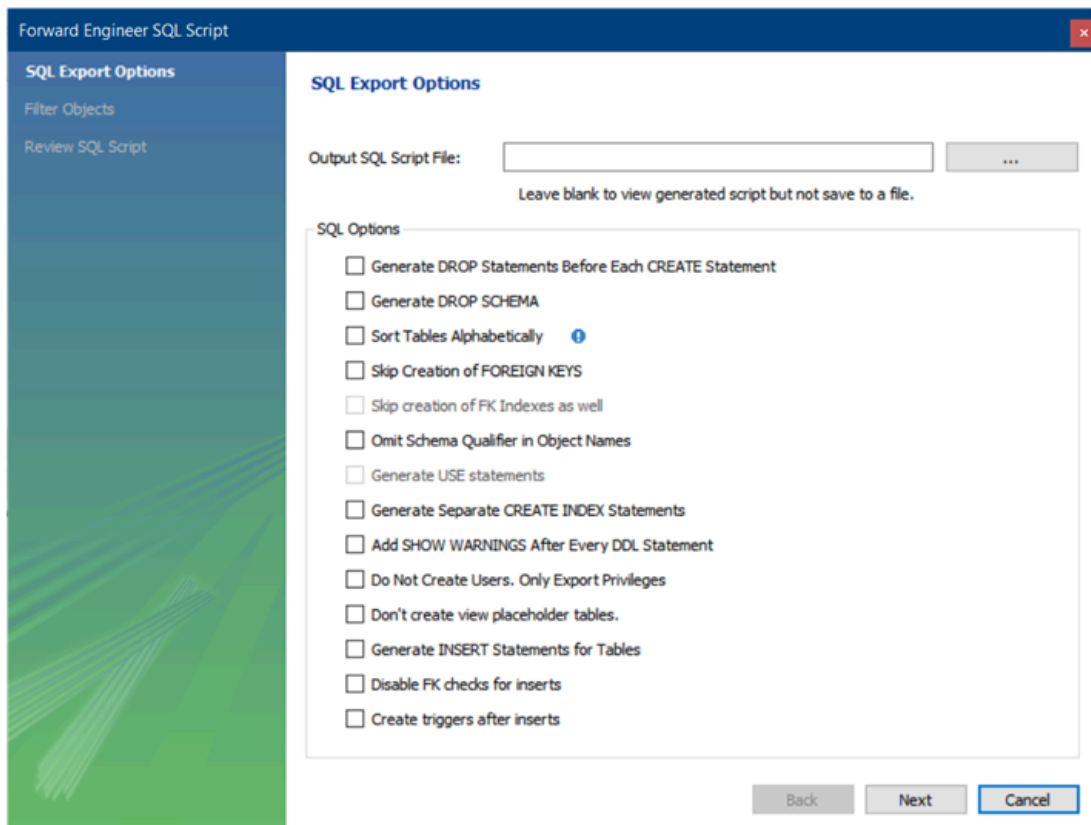 Forward Engineer SQL Script
SQL Export Options
Filter Objects
Review SQL Script
SQL Export Options
Output SQL Script File:
...
Leave blank to view generated script but not save to a file.
SQL Options
Generate DROP Statements Before Each CREATE Statement
Generate DROP SCHEMA
Sort Tables Alphabetically
Skip Creation of FOREIGN KEYS
Skip creation of FK Indexes as well
Omit Schema Qualifier in Object Names
Generate USE statements
Generate Separate CREATE INDEX Statements
Add SHOW WARNINGS After Every DDL Statement
Do Not Create Users. Only Export Privileges
Don't create view placeholder tables.
Generate INSERT Statements for Tables
Disable FK checks for inserts
Create triggers after inserts
Back Next Cancel